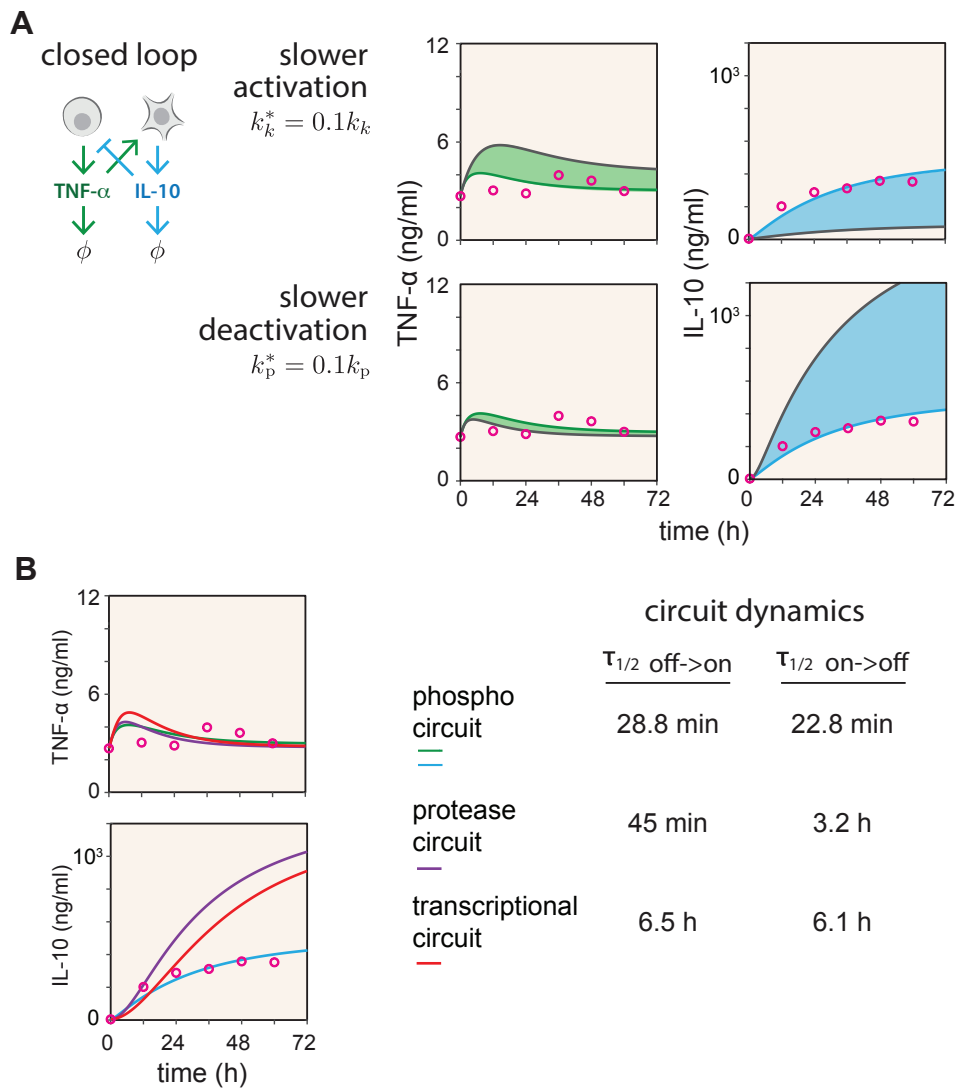 A
closed loop
TNF-α IL-10
ϕ ϕ
slower
activation
k*ₖ = 0.1kₖ
TNF-α (ng/ml)
12
6
0
12
8
4
0
0 24 48 72
IL-10 (ng/ml)
10³
0
10³
0
0 24 48 72
time (h)
slower
deactivation
k*ₚ = 0.1kₚ
B
TNF-α (ng/ml)
12
6
0
IL-10 (ng/ml)
10³
0
0 24 48 72
time (h)
circuit dynamics
τ1/2 off->on τ1/2 on->off
phospho
circuit
28.8 min 22.8 min
protease
circuit
45 min 3.2 h
transcriptional
circuit
6.5 h 6.1 h